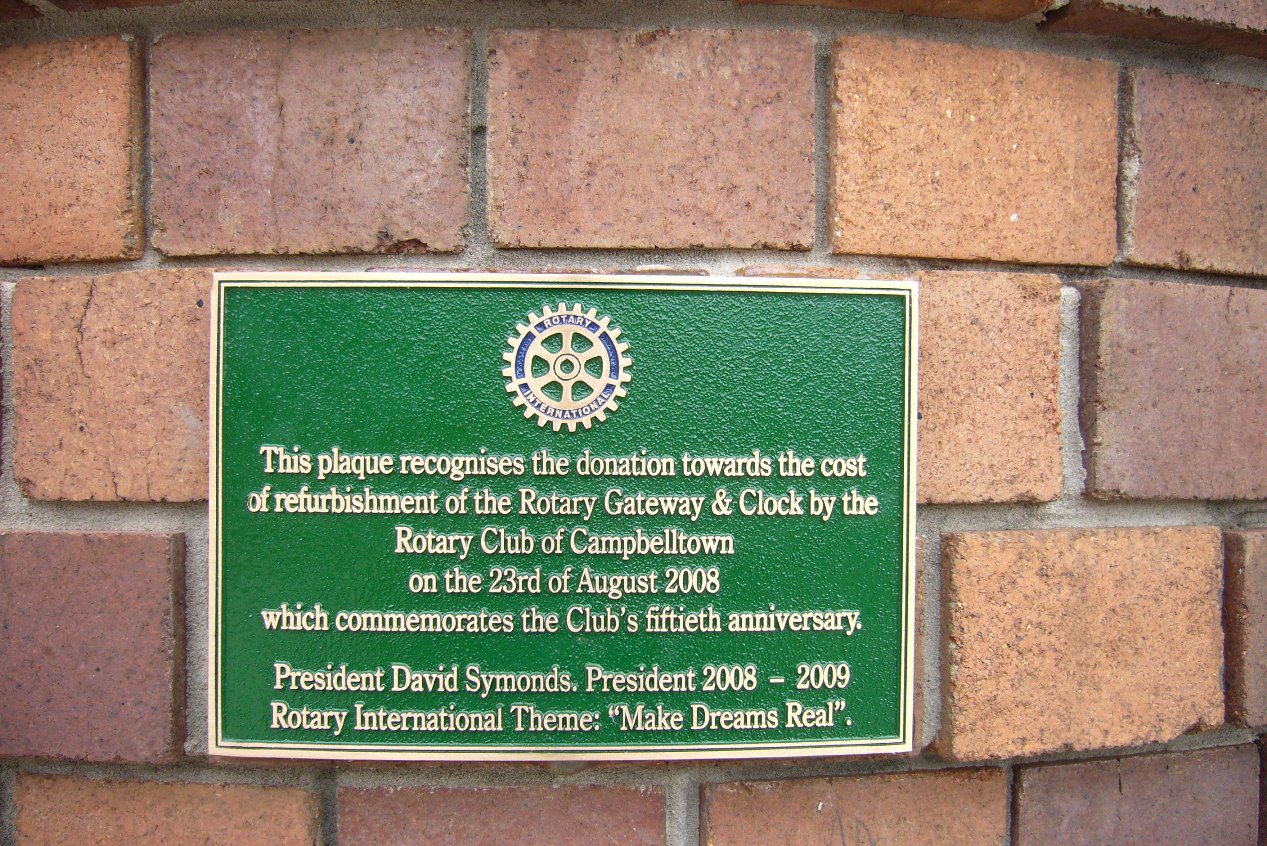 ROTARY
INTERNATIONAL
This plaque recognises the donation towards the cost
of refurbishment of the Rotary Gateway & Clock by the
Rotary Club of Campbelltown
on the 23rd of August 2008
which commemorates the Club's fiftieth anniversary.
President David Symonds. President 2008 – 2009
Rotary International Theme: “Make Dreams Real”.